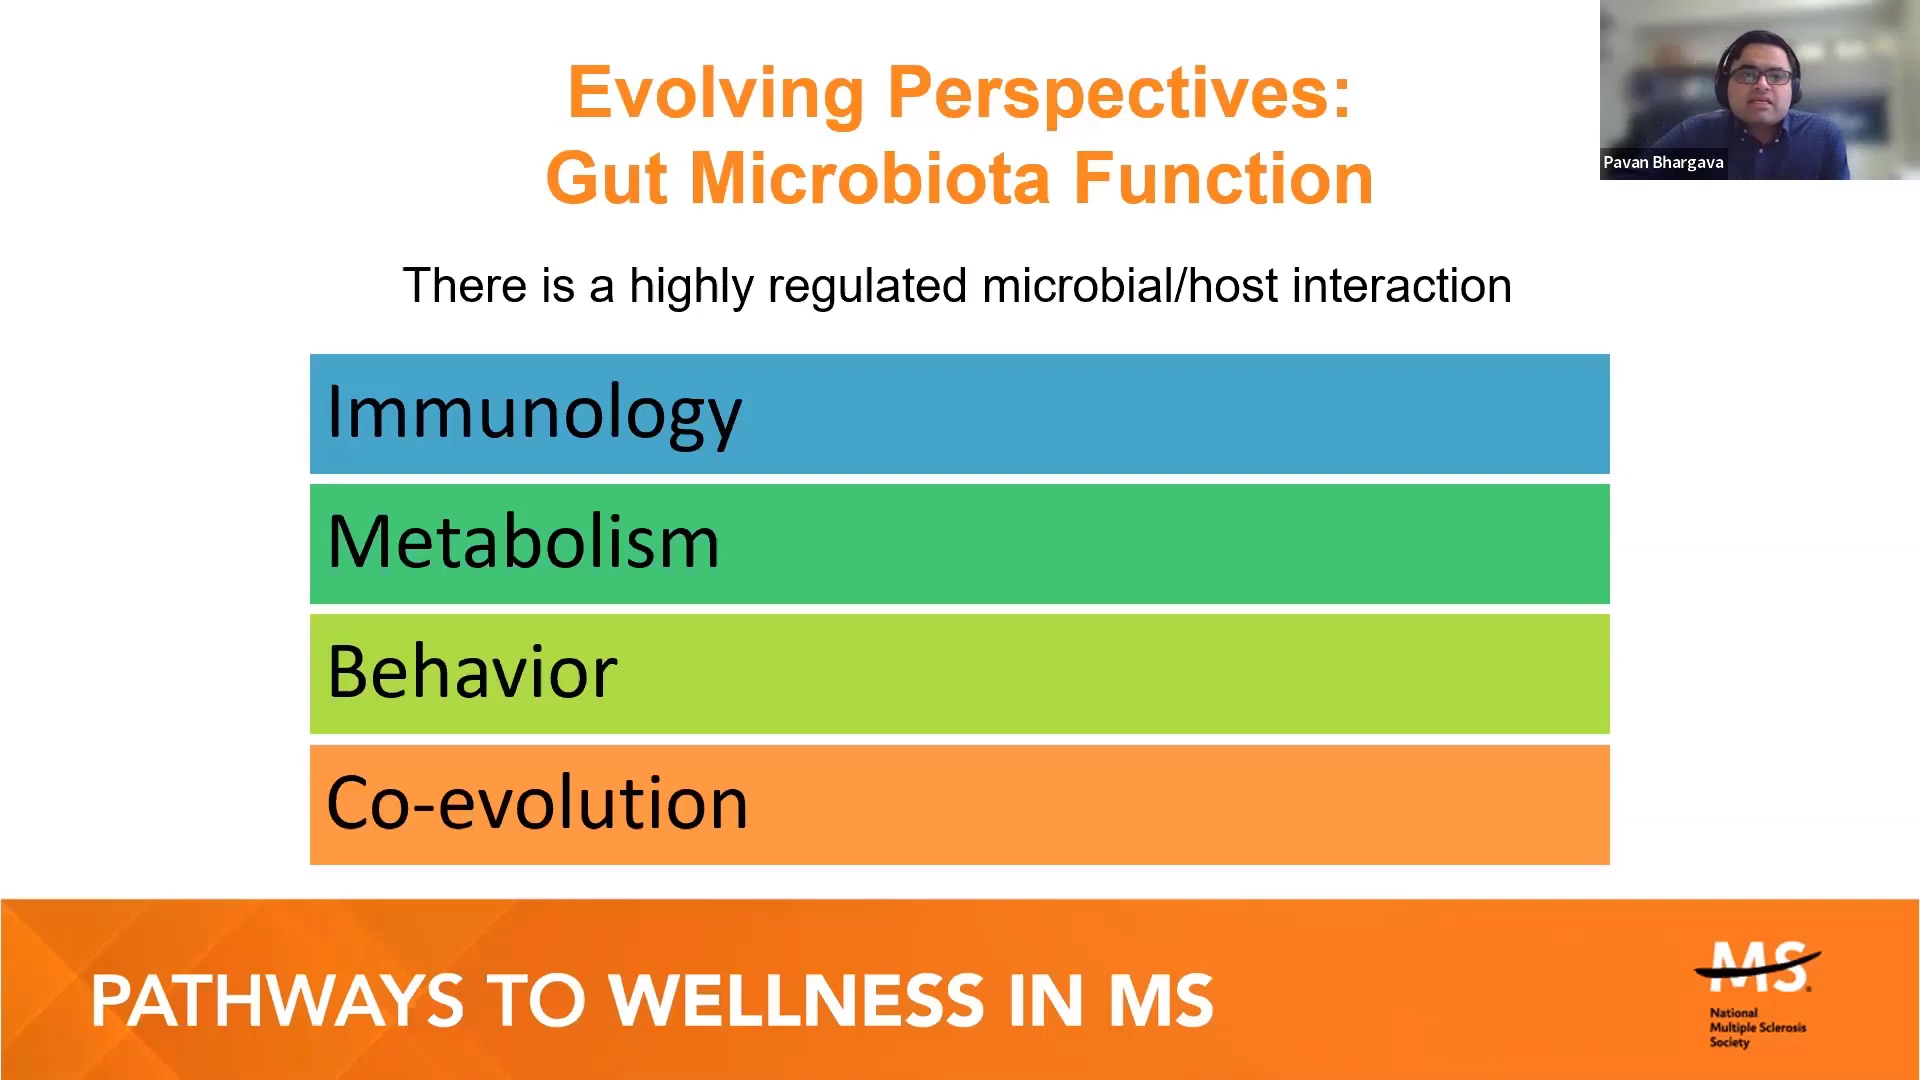 Evolving Perspectives:
Gut Microbiota Function
Pavan Bhargava
There is a highly regulated microbial/host interaction
Immunology
Metabolism
Behavior
Co-evolution
PATHWAYS TO WELLNESS IN MS
MS
National
Multiple Sclerosis
Society